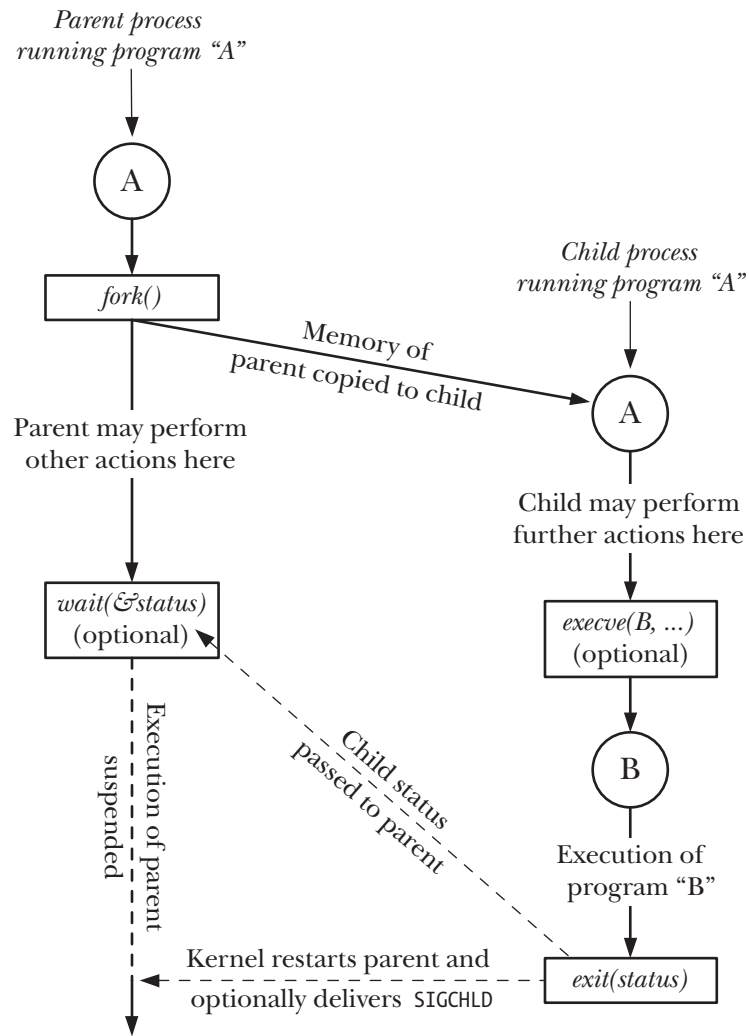 Parent process
running program “A”
A
fork()
Child process
running program “A”
Memory of
parent copied to child
A
Parent may perform
other actions here
Child may perform
further actions here
wait(&status)
(optional)
execve(B, ...)
(optional)
B
Execution of parent
suspended
Child status
passed to parent
Execution of
program “B”
Kernel restarts parent and
optionally delivers SIGCHLD
exit(status)